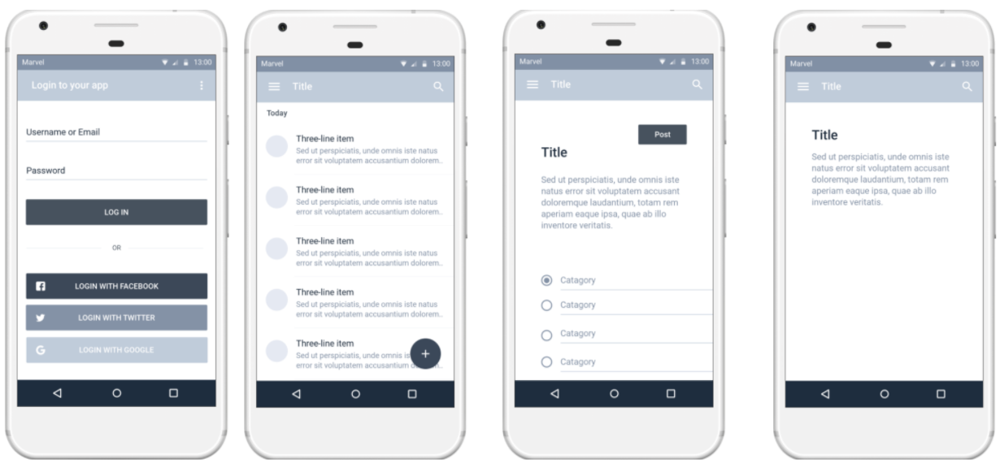 Marvel 13:00
Login to your app
Username or Email
Password
LOG IN
OR
LOGIN WITH FACEBOOK
LOGIN WITH TWITTER
LOGIN WITH GOOGLE
Marvel 13:00
Title
Today
Three-line item
Sed ut perspiciatis, unde omnis iste natus
error sit voluptatem accusantium dolorem..
Three-line item
Sed ut perspiciatis, unde omnis iste natus
error sit voluptatem accusantium dolorem..
Three-line item
Sed ut perspiciatis, unde omnis iste natus
error sit voluptatem accusantium dolorem..
Three-line item
Sed ut perspiciatis, unde omnis iste natus
error sit voluptatem accusantium dolorem..
Three-line item
Sed ut perspiciatis, unde omnis is
error sit voluptatem accusantium d
Marvel 13:00
Title
Post
Title
Sed ut perspiciatis, unde omnis iste
natus error sit voluptatem accusant
doloremque laudantium, totam rem
aperiam eaque ipsa, quae ab illo
inventore veritatis.
Catagory
Catagory
Catagory
Catagory
Marvel 13:00
Title
Title
Sed ut perspiciatis, unde omnis iste
natus error sit voluptatem accusant
doloremque laudantium, totam rem
aperiam eaque ipsa, quae ab illo
inventore veritatis.